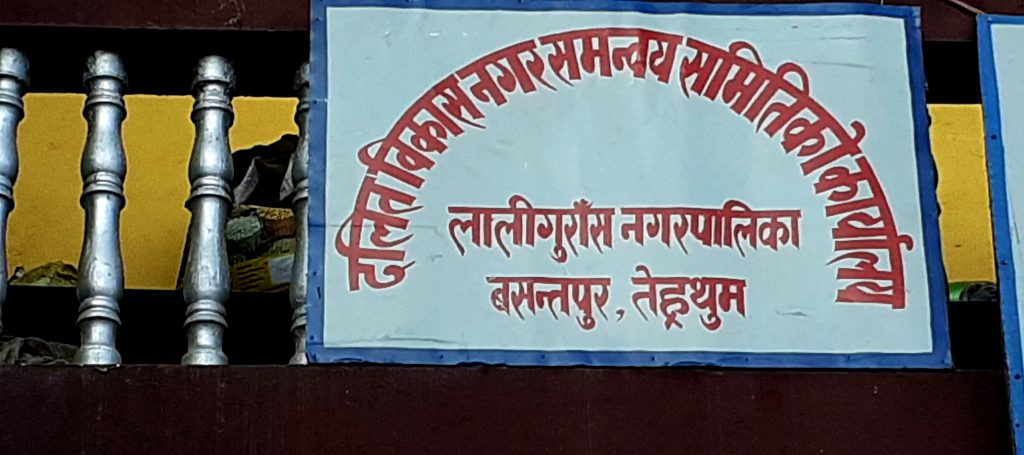 दलित विकास नगर समन्वय समितिको कार्यालय
लालीगुराँस नगरपालिका
बसन्तपुर, तेह्रथुम